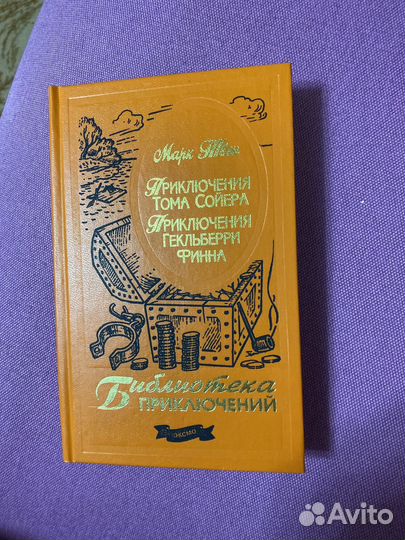 Марк Твен
Приключения
Тома Сойера
Приключения
Гекльберри
Финна
Библиотека
приключений
ЭКСМО
Avito